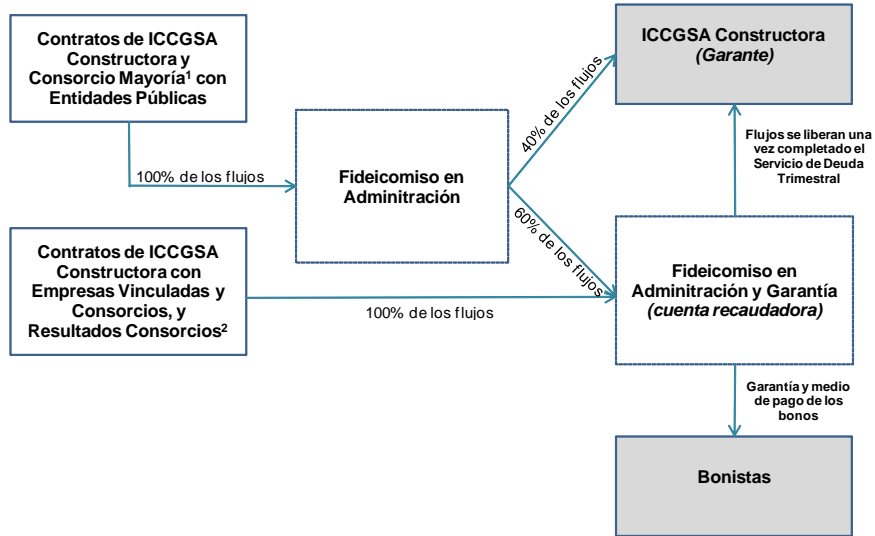 Contratos de ICCGSA
Constructora y
Consorcio Mayoría¹ con
Entidades Públicas
ICCGSA Constructora
(Garante)
40% de los flujos
Flujos se liberan una
vez completado el
Servicio de Deuda
Trimestral
100% de los flujos
Fideicomiso en
Adminitración
60% de los flujos
Contratos de ICCGSA
Constructora con
Empresas Vinculadas y
Consorcios, y
Resultados Consorcios²
100% de los flujos
Fideicomiso en
Adminitración y Garantía
(cuenta recaudadora)
Garantía y medio
de pago de los
bonos
Bonistas